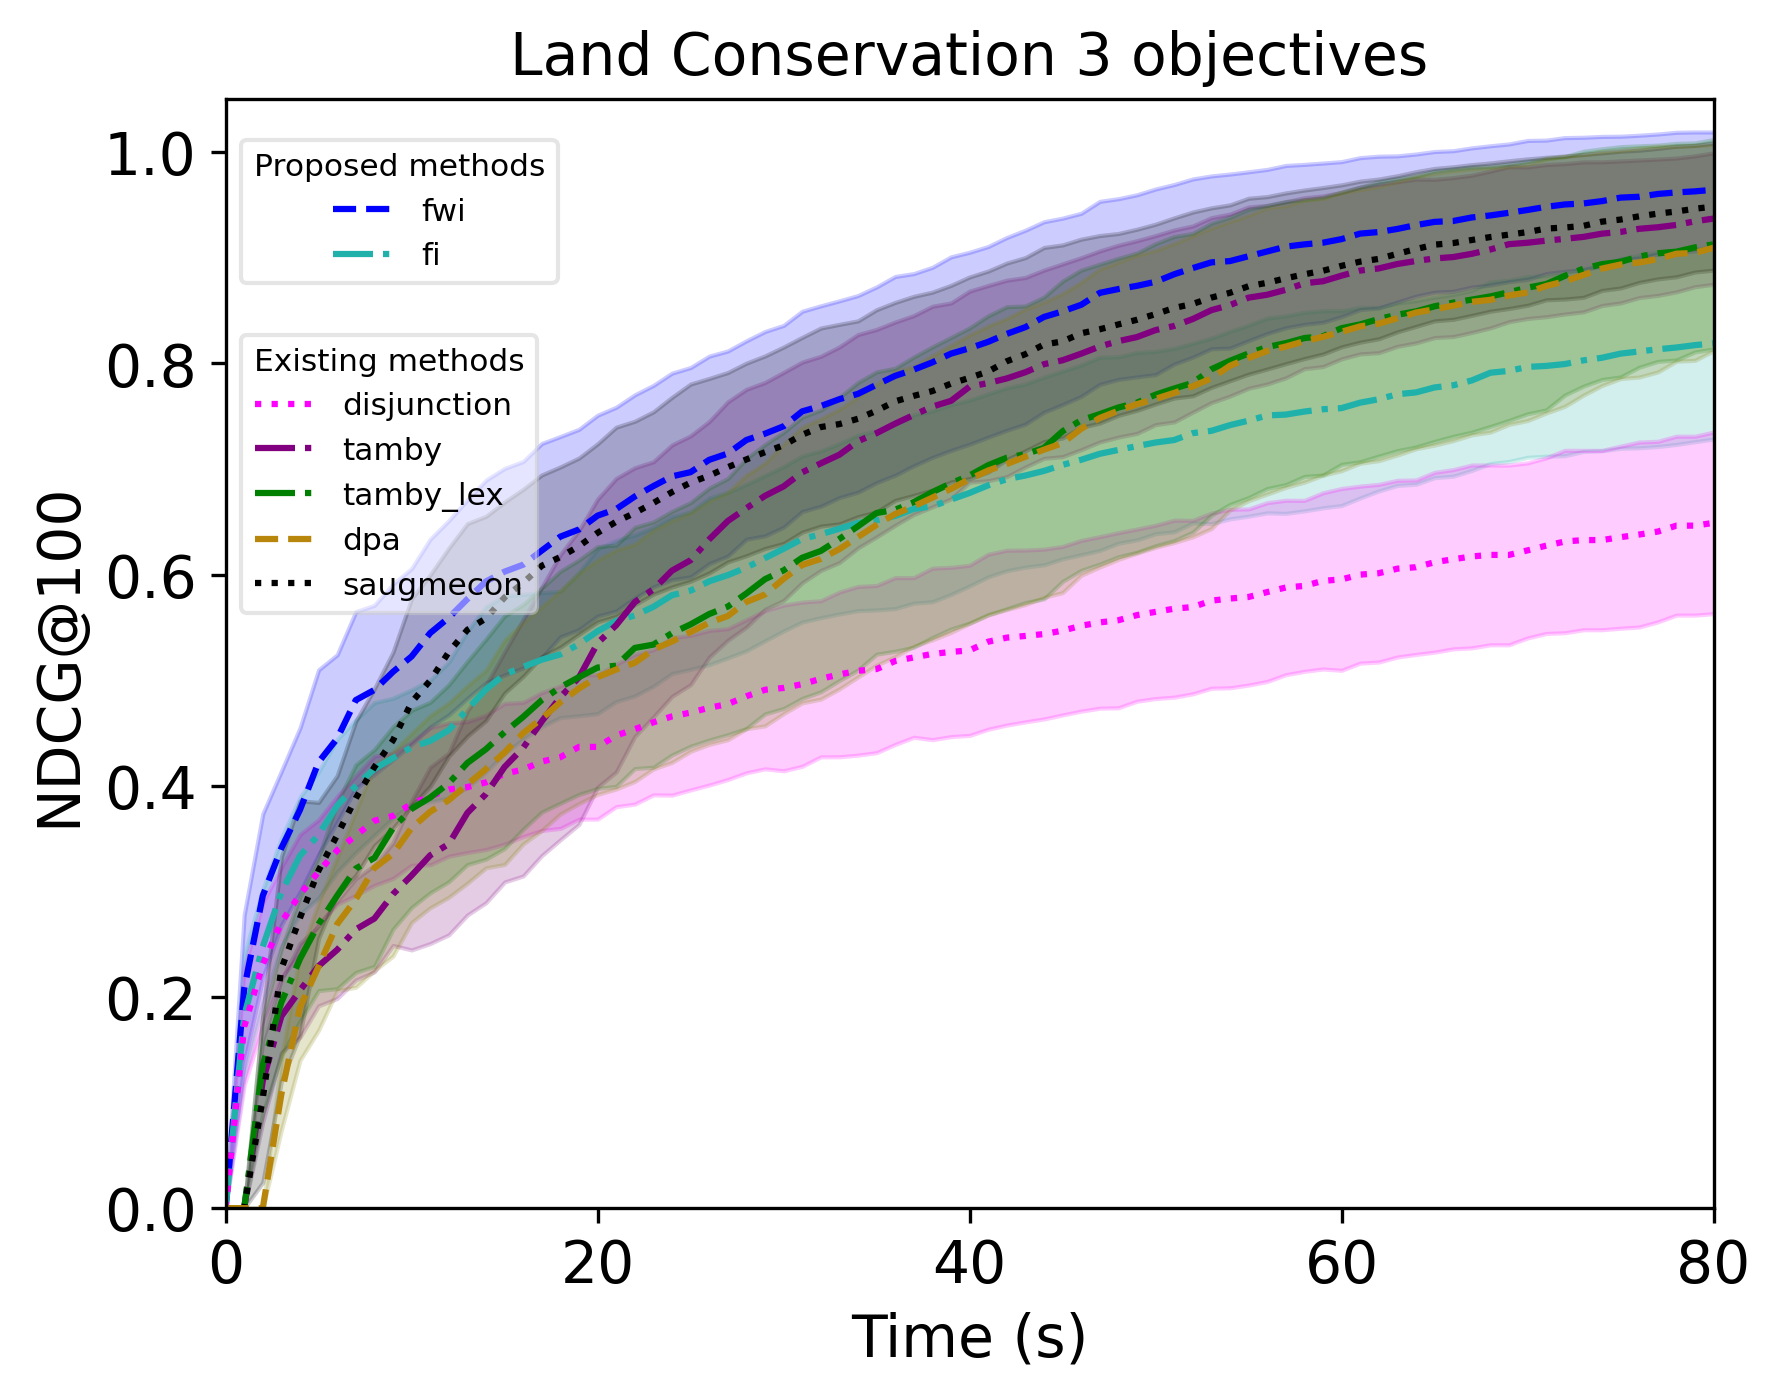 Land Conservation 3 objectives
NDCG@100
1.0
0.8
0.6
0.4
0.2
0.0
Proposed methods
fwi
fi
Existing methods
disjunction
tamby
tamby_lex
dpa
saugmecon
0 20 40 60 80
Time (s)